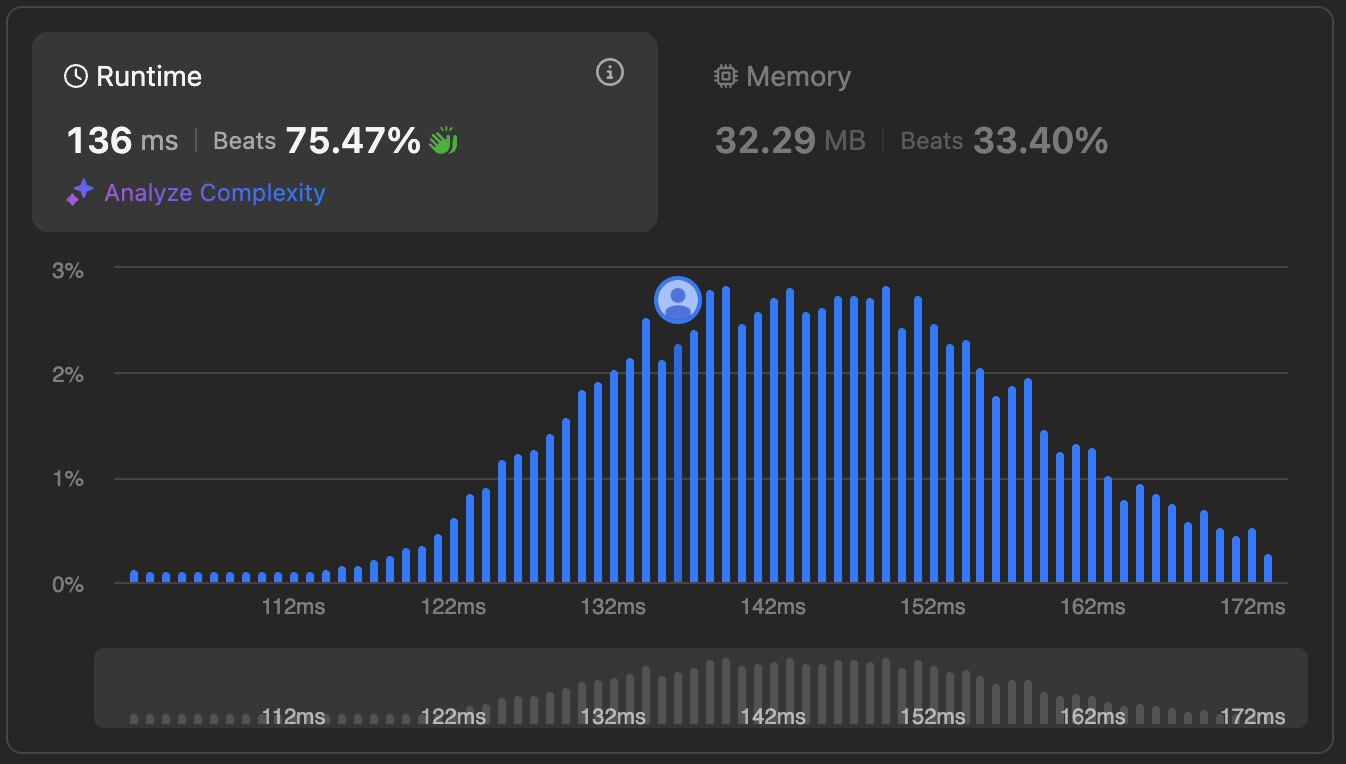 Runtime
136 ms | Beats 75.47%
Analyze Complexity
Memory
32.29 MB | Beats 33.40%
3%
2%
1%
0%
112ms 122ms 132ms 142ms 152ms 162ms 172ms
112ms 122ms 132ms 142ms 152ms 162ms 172ms